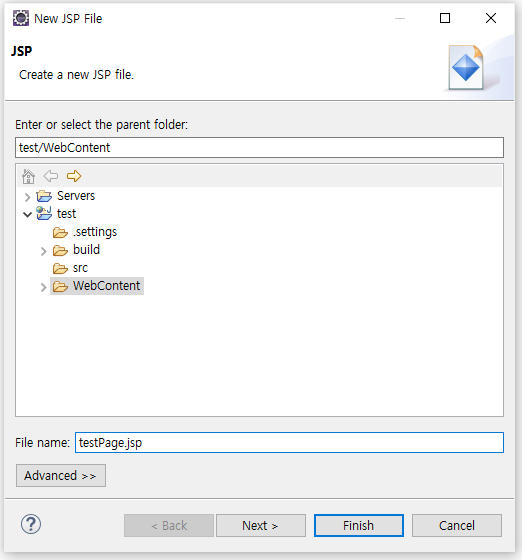 New JSP File
JSP
Create a new JSP file.
Enter or select the parent folder:
test/WebContent
Servers
test
.settings
build
src
WebContent
File name: testPage.jsp
Advanced >>
? < Back Next > Finish Cancel